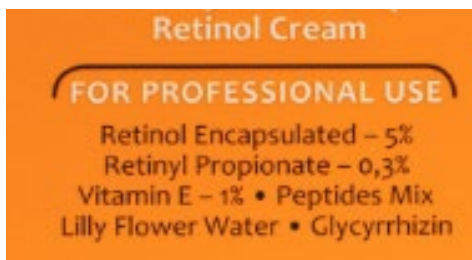 Retinol Cream
FOR PROFESSIONAL USE
Retinol Encapsulated – 5%
Retinyl Propionate – 0,3%
Vitamin E – 1% • Peptides Mix
Lilly Flower Water • Glycyrrhizin